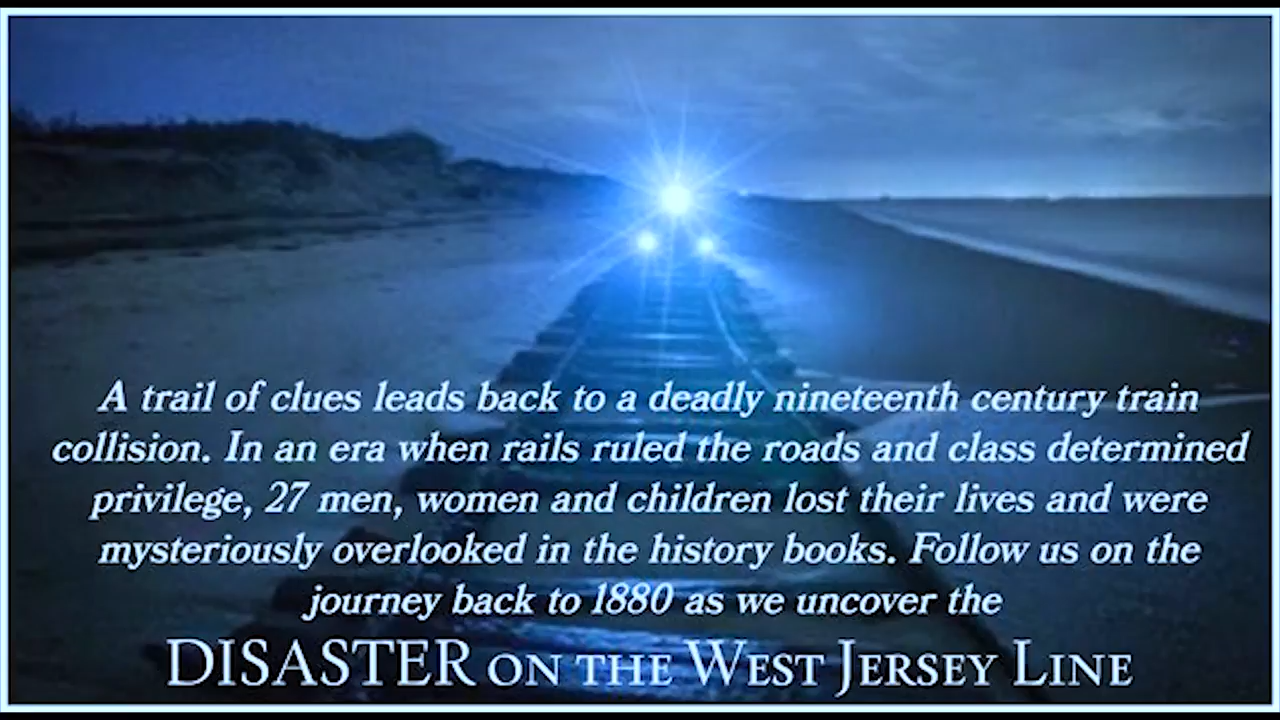 A trail of clues leads back to a deadly nineteenth century train
collision. In an era when rails ruled the roads and class determined
privilege, 27 men, women and children lost their lives and were
mysteriously overlooked in the history books. Follow us on the
journey back to 1880 as we uncover the
DISASTER ON THE WEST JERSEY LINE